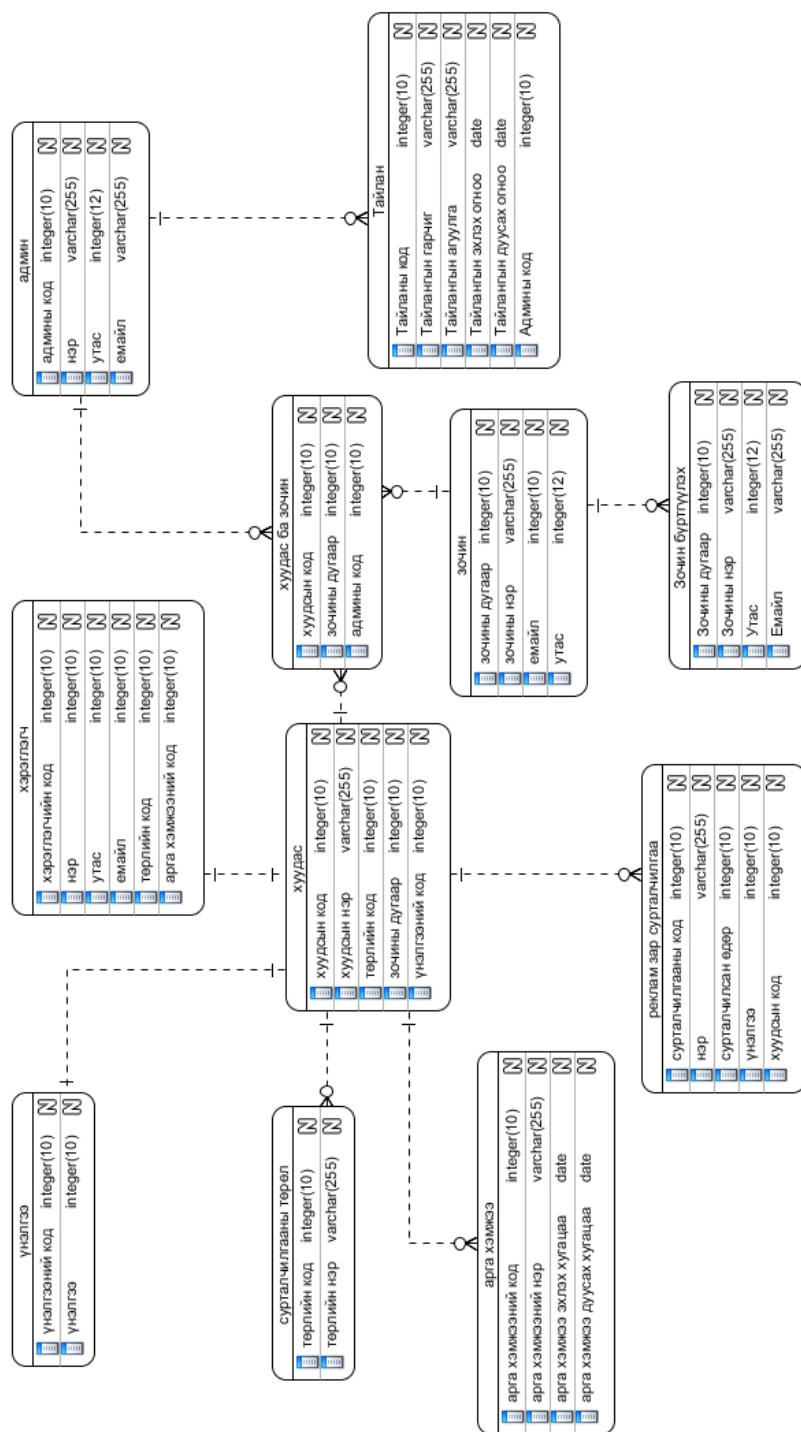 үнэлгээ
үнэлгээний код integer(10) N
үнэлгээ integer(10) N
хэрэглэгч
хэрэглэгчийн код integer(10) N
нэр integer(10) N
утас integer(10) N
емайл integer(10) N
төрлийн код integer(10) N
арга хэмжээний код integer(10) N
админ
админы код integer(10) N
нэр varchar(255) N
утас integer(12) N
емайл varchar(255) N
сурталчилгааны төрөл
төрлийн код integer(10) N
төрлийн нэр varchar(255) N
хуудас
хуудсын код integer(10) N
хуудсын нэр varchar(255) N
төрлийн код integer(10) N
зочины дугаар integer(10) N
үнэлгээний код integer(10) N
хуудас ба зочин
хуудсын код integer(10) N
зочины дугаар integer(10) N
админы код integer(10) N
Тайлан
Тайланы код integer(10) N
Тайлангын гарчиг varchar(255) N
Тайлангын агуулга varchar(255) N
Тайлангын эхлэх огноо date N
Тайлангын дуусах огноо date N
Админы код integer(10) N
зочин
зочины дугаар integer(10) N
зочины нэр varchar(255) N
емайл integer(10) N
утас integer(12) N
арга хэмжээ
арга хэмжээний код integer(10) N
арга хэмжээний нэр varchar(255) N
арга хэмжээ эхлэх хугацаа date N
арга хэмжээ дуусах хугацаа date N
реклам зар сурталчилгаа
сурталчилгааны код integer(10) N
нэр varchar(255) N
сурталчилсан өдөр integer(10) N
үнэлгээ integer(10) N
хуудсын код integer(10) N
Зочин бүртгүүлэх
Зочины дугаар integer(10) N
Зочины нэр varchar(255) N
Утас integer(12) N
Емайл varchar(255) N